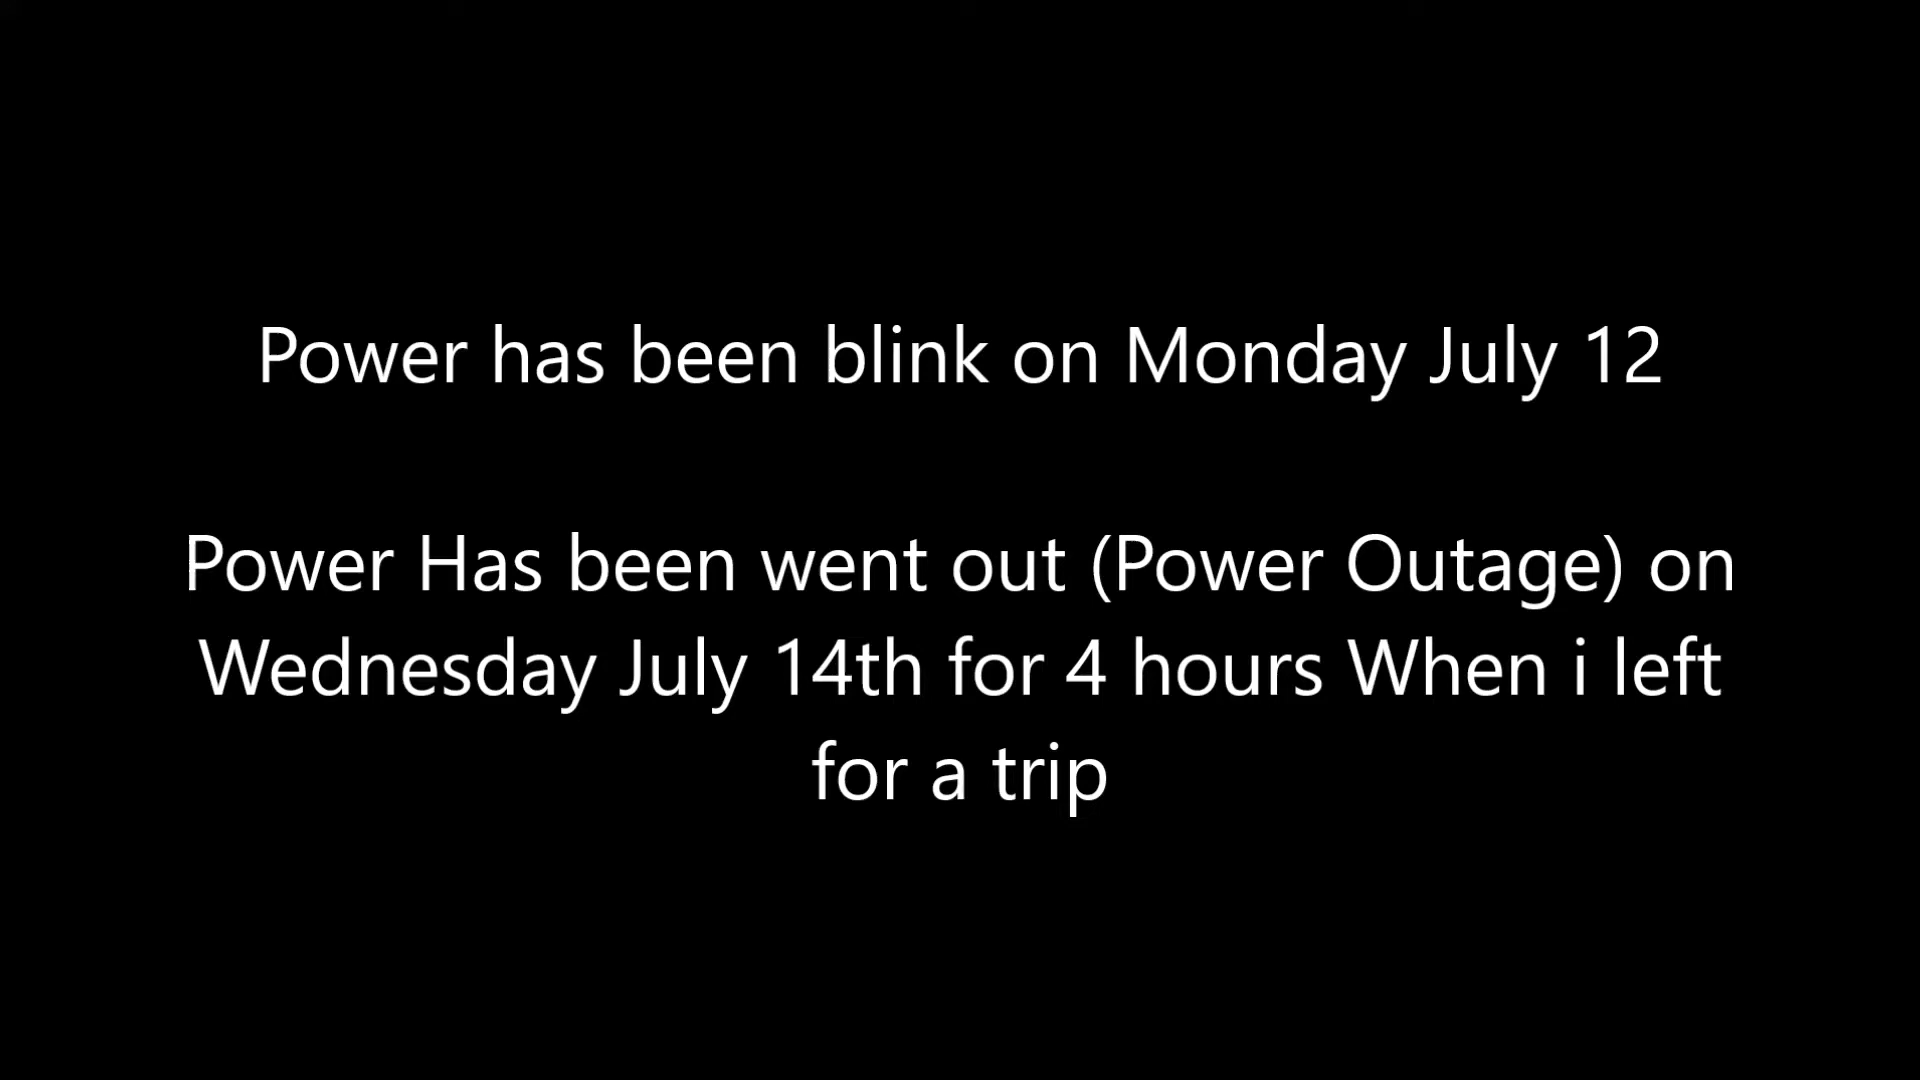 Power has been blink on Monday July 12
Power Has been went out (Power Outage) on
Wednesday July 14th for 4 hours When i left
for a trip